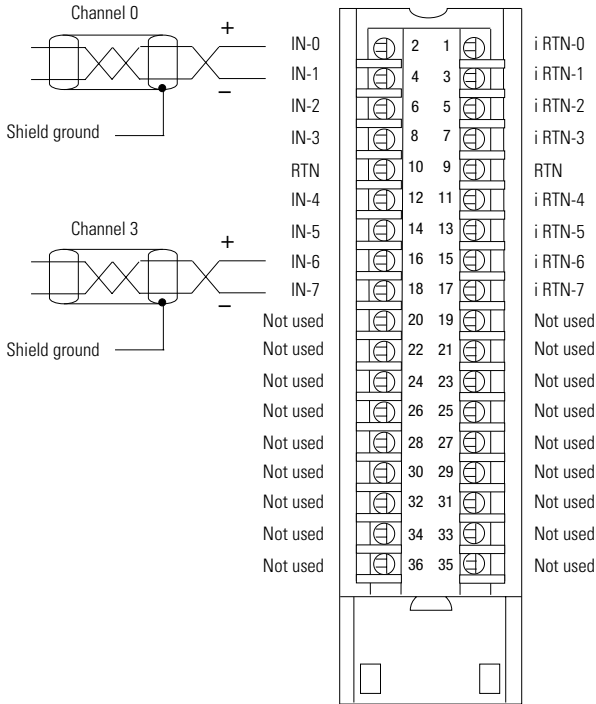 Channel 0
+
–
Shield ground
Channel 3
+
–
Shield ground
IN-0 2 1 i RTN-0
IN-1 4 3 i RTN-1
IN-2 6 5 i RTN-2
IN-3 8 7 i RTN-3
RTN 10 9 RTN
IN-4 12 11 i RTN-4
IN-5 14 13 i RTN-5
IN-6 16 15 i RTN-6
IN-7 18 17 i RTN-7
Not used 20 19 Not used
Not used 22 21 Not used
Not used 24 23 Not used
Not used 26 25 Not used
Not used 28 27 Not used
Not used 30 29 Not used
Not used 32 31 Not used
Not used 34 33 Not used
Not used 36 35 Not used